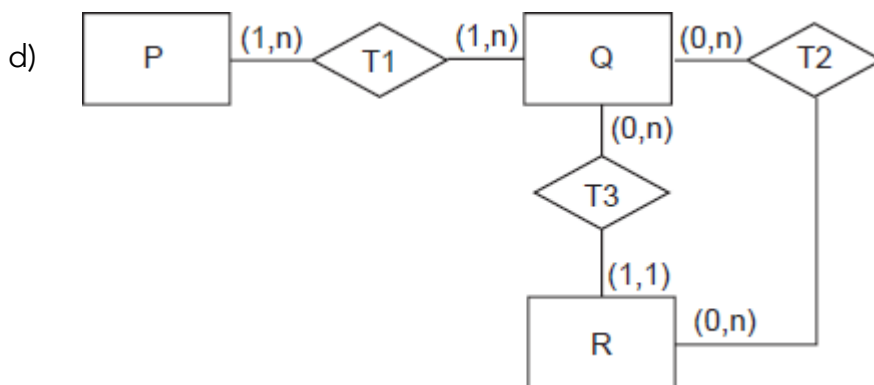 d)
P (1,n) T1 (1,n) Q (0,n) T2
(0,n)
T3
(1,1)
R (0,n)